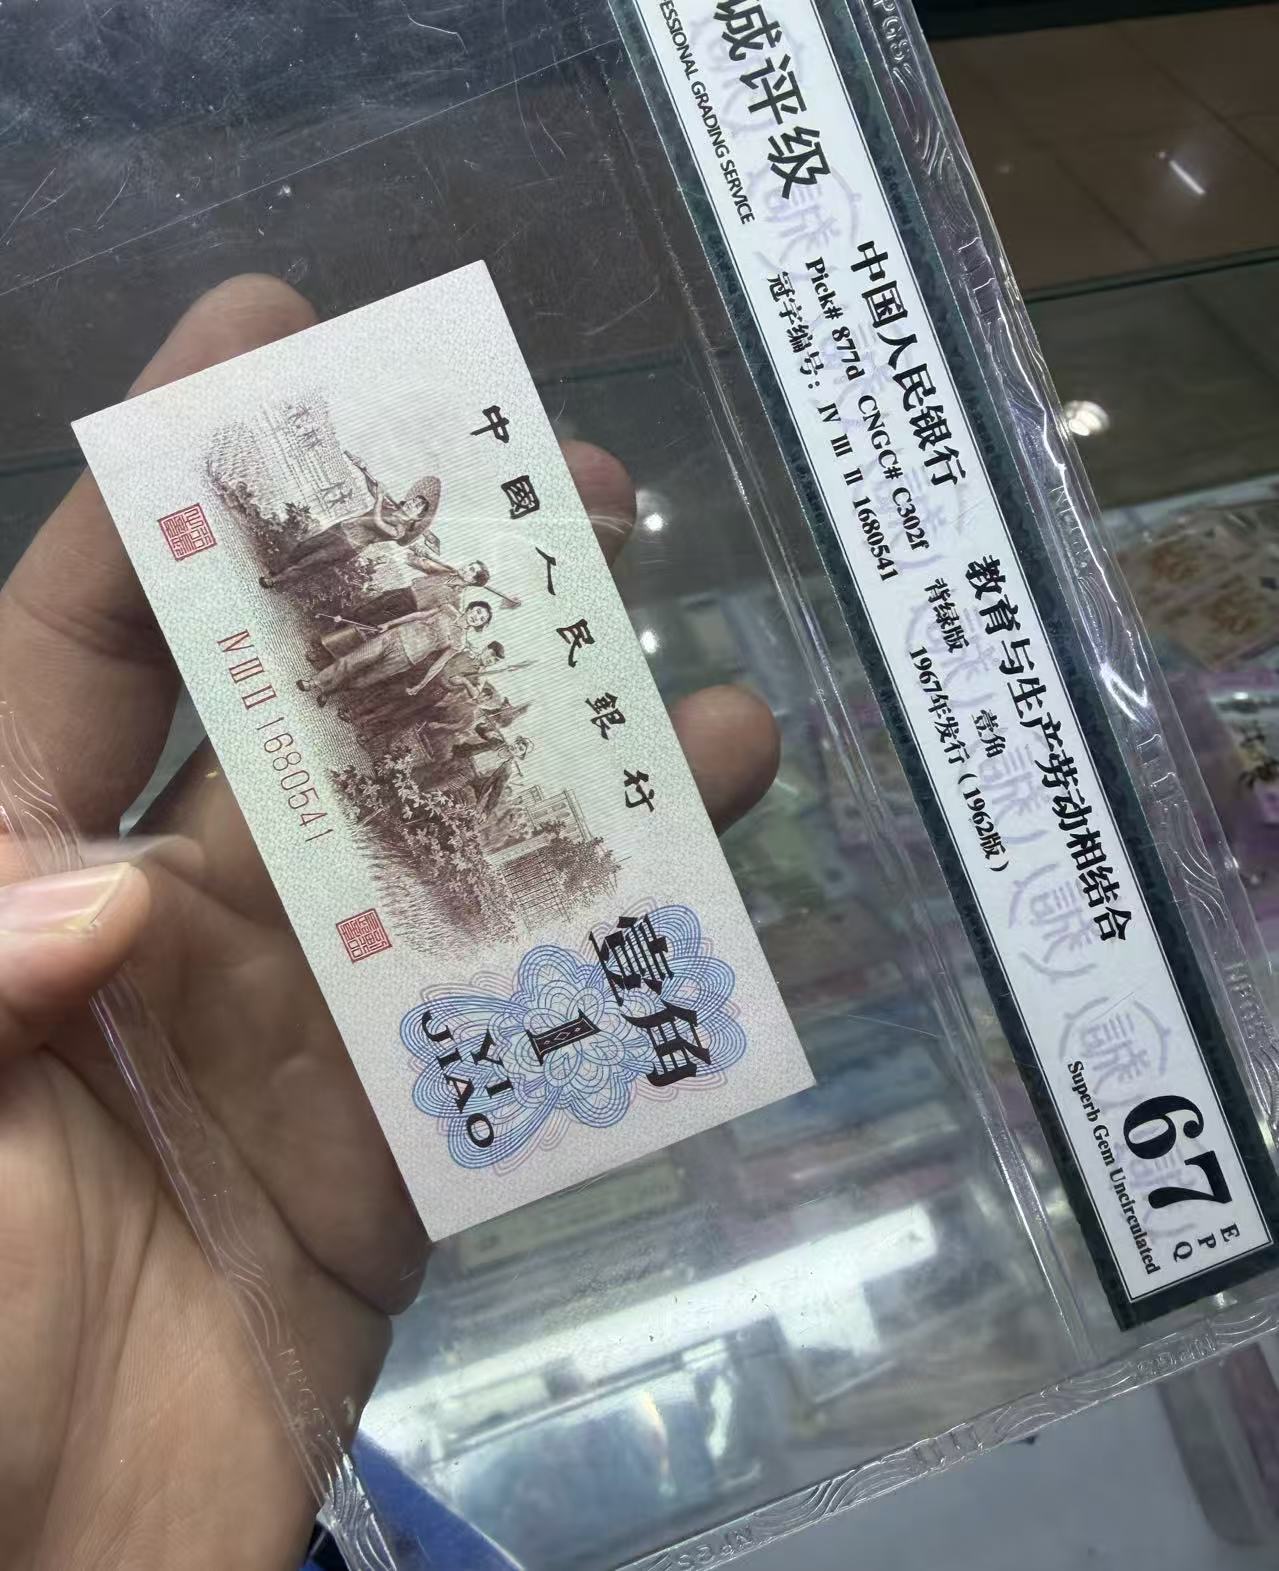 诚评级
ESSIONAL GRADING SERVICE
中国人民银行 教育与生产劳动相结合
Pick# 877d CNGC# C302f 背绿版 壹角
冠字编号: IV III II 1680541 1967年发行(1962版)
67
E
P
Q
Superb Gem Uncirculated
中國人民銀行
壹角
1
YI
JIAO
IV III II 1680541